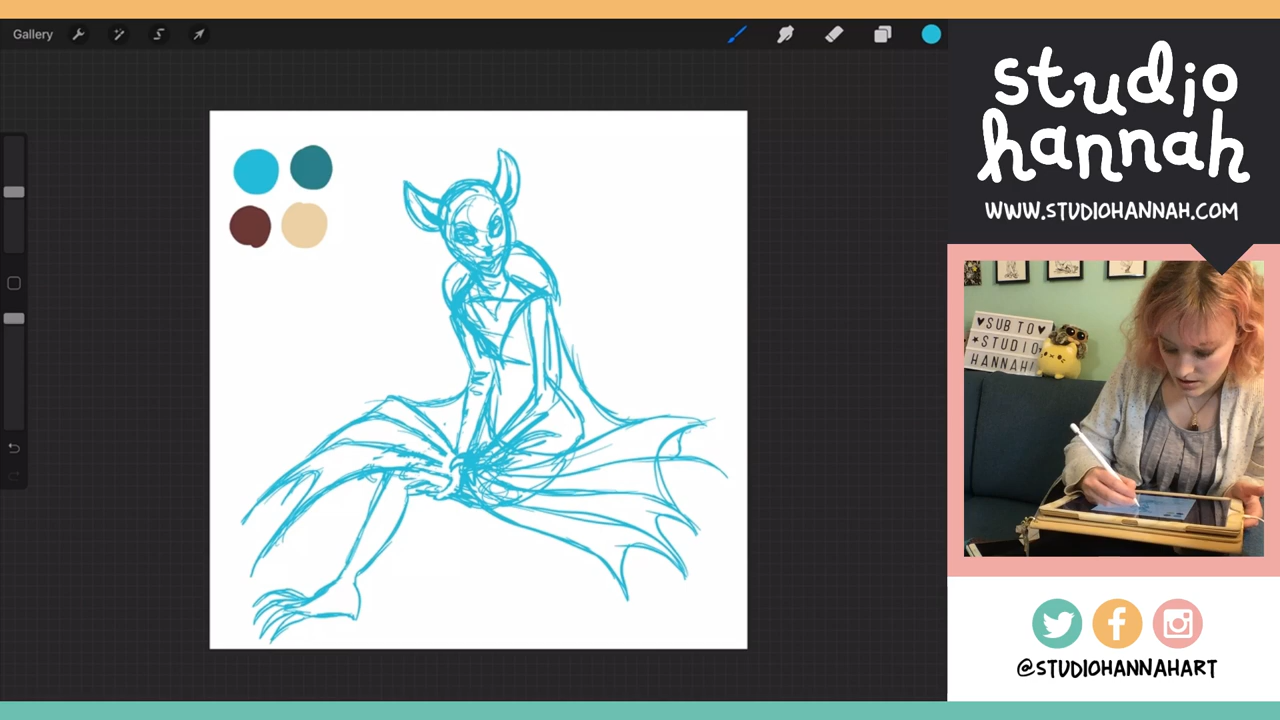 Gallery
studio
hannah
WWW.STUDIOHANNAH.COM
♥SUB TO♥
★STUDIO
HANNAH!
@STUDIOHANNAHART